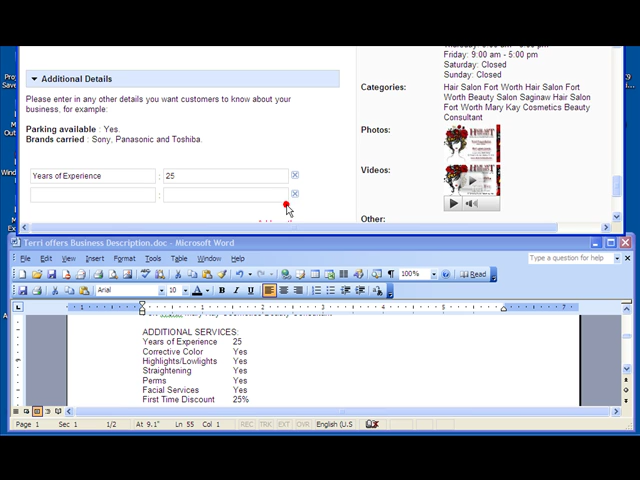 Friday: 9:00 am - 5:00 pm
Saturday: Closed
Sunday: Closed
Additional Details
Please enter in any other details you want customers to know about your
business, for example:
Parking available : Yes.
Brands carried : Sony, Panasonic and Toshiba.
Years of Experience : 25
:
Categories:
Hair Salon Fort Worth Hair Salon Fort
Worth Beauty Salon Saginaw Hair Salon
Fort Worth Mary Kay Cosmetics Beauty
Consultant
Photos:
Videos:
Other:
Terri offers Business Description.doc - Microsoft Word
File Edit View Insert Format Tools Table Window Help
Type a question for help
100% Read
Arial 10 B I U
ADDITIONAL SERVICES:
Years of Experience 25
Corrective Color Yes
Highlights/Lowlights Yes
Straightening Yes
Perms Yes
Facial Services Yes
First Time Discount 25%
Page 1 Sec 1 1/2 At 9.1" Ln 55 Col 1 REC TRK EXT OVR English (U.S